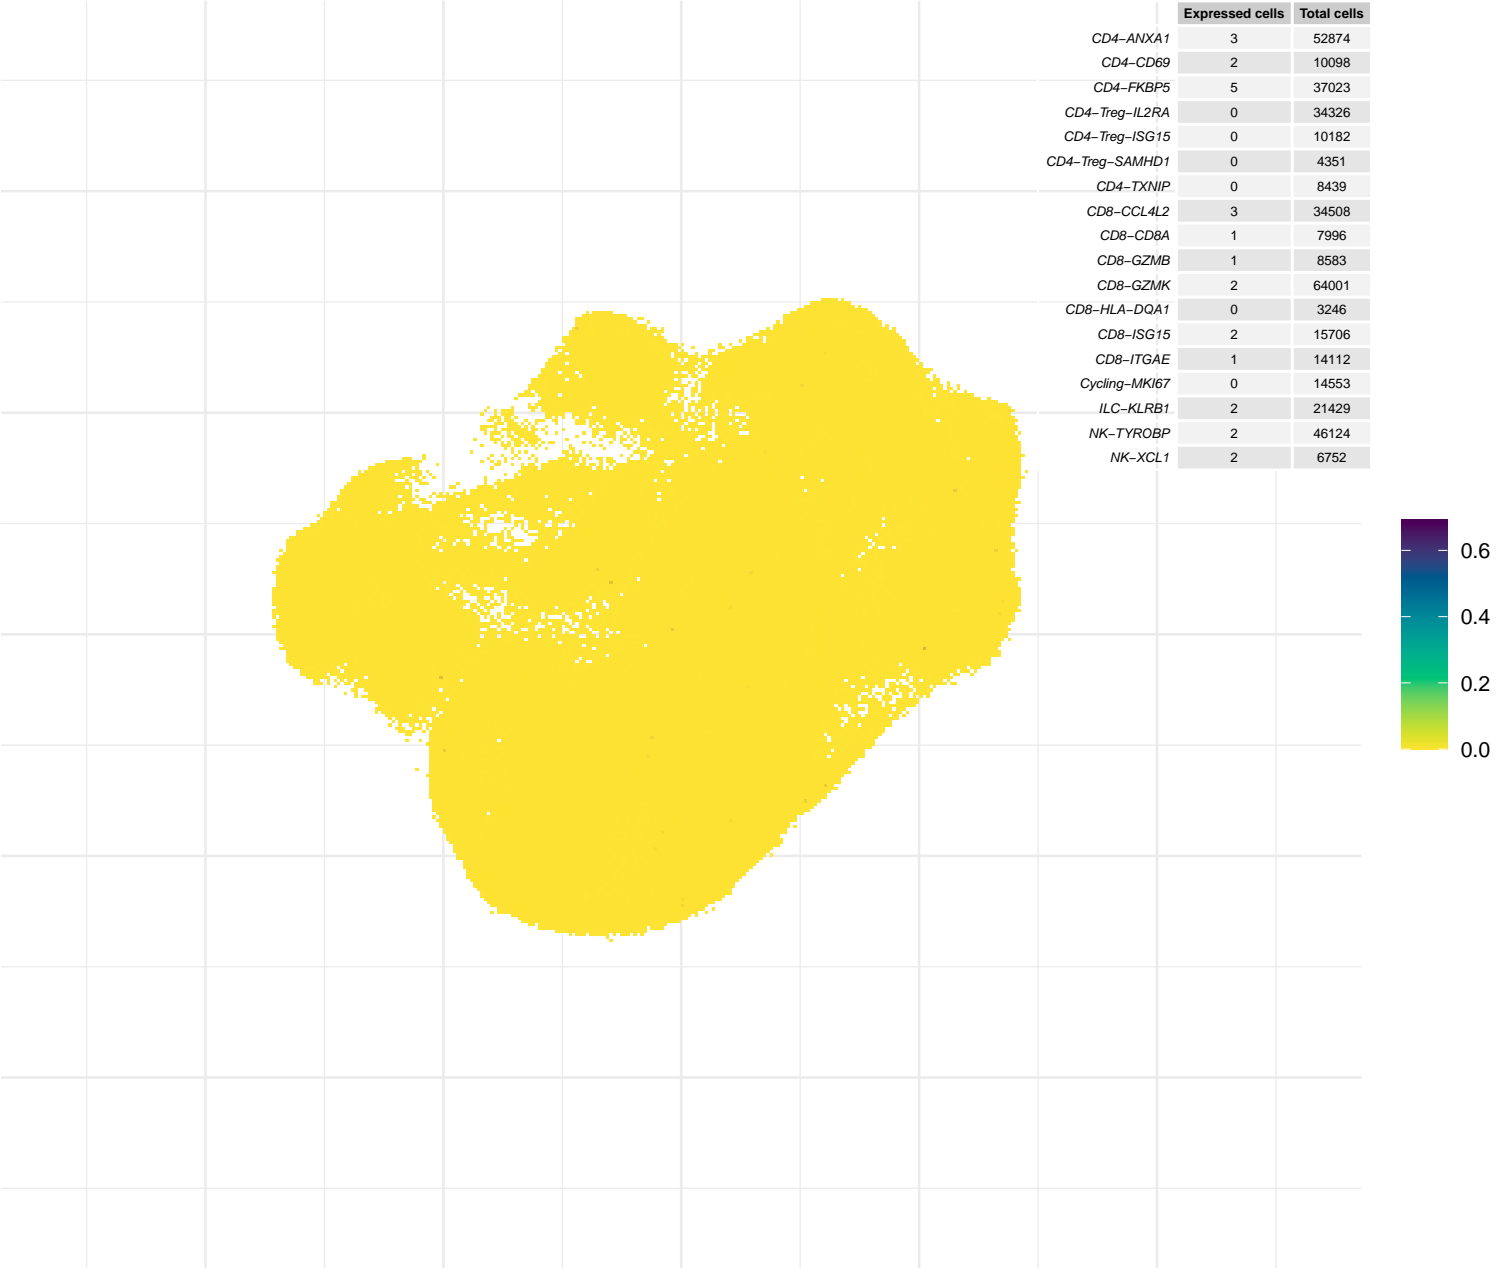 Expressed cells Total cells
CD4−ANXA1 3 52874
CD4−CD69 2 10098
CD4−FKBP5 5 37023
CD4−Treg−IL2RA 0 34326
CD4−Treg−ISG15 0 10182
CD4−Treg−SAMHD1 0 4351
CD4−TXNIP 0 8439
CD8−CCL4L2 3 34508
CD8−CD8A 1 7996
CD8−GZMB 1 8583
CD8−GZMK 2 64001
CD8−HLA−DQA1 0 3246
CD8−ISG15 2 15706
CD8−ITGAE 1 14112
Cycling−MKI67 0 14553
ILC−KLRB1 2 21429
NK−TYROBP 2 46124
NK−XCL1 2 6752
0.6
0.4
0.2
0.0